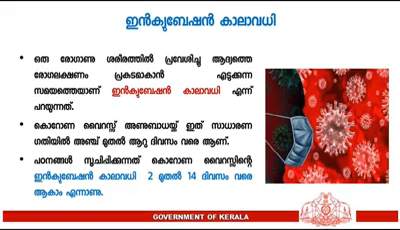 ഇൻക്യുബേഷൻ കാലാവധി
• ഒരു രോഗാണു ശരീരത്തിൽ പ്രവേശിച്ച ആദ്യത്തെ
രോഗലക്ഷണം പ്രകടമാകാൻ എടുക്കുന്ന
സമയത്തെയാണ് ഇൻക്യുബേഷൻ കാലാവധി എന്ന്
പറയുന്നത്.
• കൊറോണ വൈറസ്സ് അണുബാധയ്ക്ക് ഇത് സാധാരണ
ഗതിയിൽ അഞ്ച് മുതൽ ആറു ദിവസം വരെ ആണ്.
• പഠനങ്ങൾ സൂചിപ്പിക്കുന്നത് കൊറോണ വൈറസ്സിന്റെ
ഇൻക്യുബേഷൻ കാലാവധി 2 മുതൽ 14 ദിവസം വരെ
ആകാം എന്നാണു.
GOVERNMENT OF KERALA